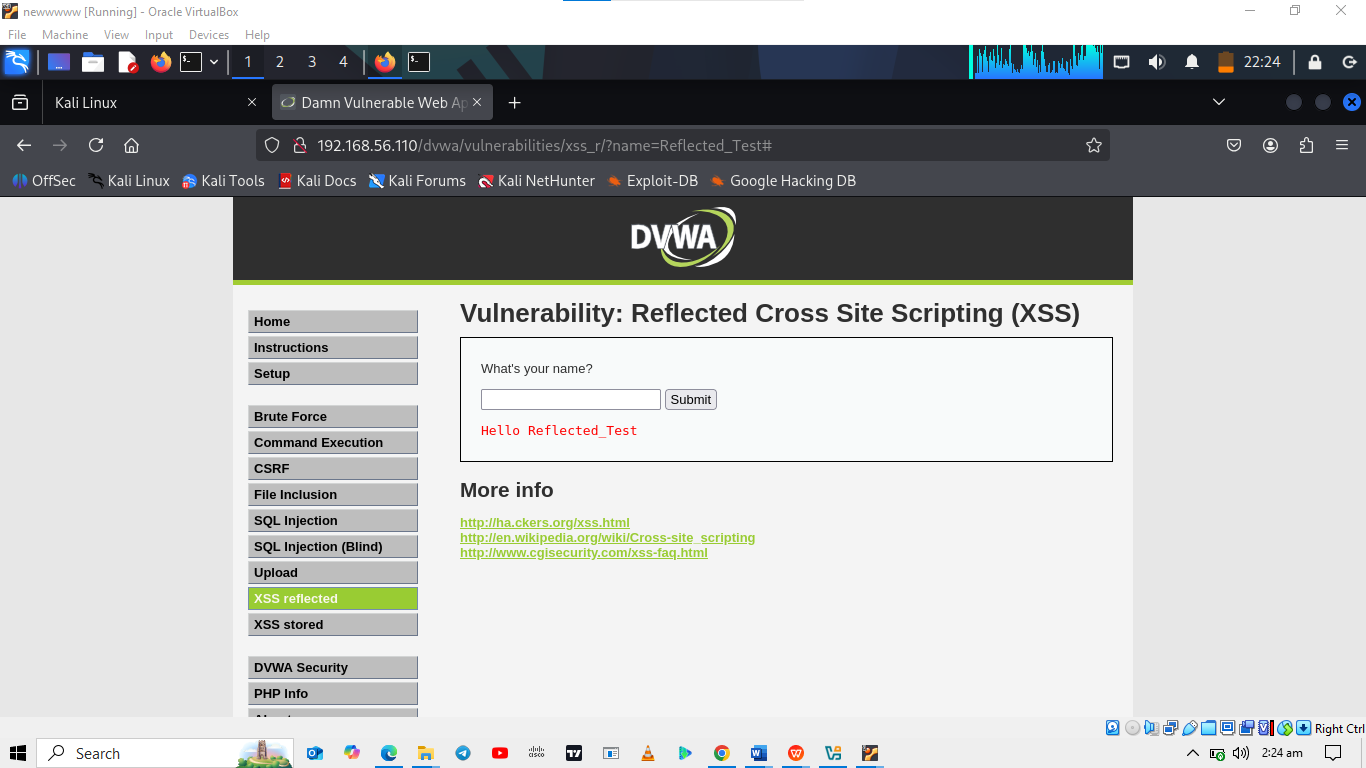 newwwww [Running] - Oracle VirtualBox
File Machine View Input Devices Help
1 2 3 4 22:24
Kali Linux Damn Vulnerable Web Ap
192.168.56.110/dvwa/vulnerabilities/xss_r/?name=Reflected_Test#
OffSec Kali Linux Kali Tools Kali Docs Kali Forums Kali NetHunter Exploit-DB Google Hacking DB
DVWA
Vulnerability: Reflected Cross Site Scripting (XSS)
Home
Instructions
Setup
Brute Force
Command Execution
CSRF
File Inclusion
SQL Injection
SQL Injection (Blind)
Upload
XSS reflected
XSS stored
DVWA Security
PHP Info
What's your name?
Submit
Hello Reflected_Test
More info
http://ha.ckers.org/xss.html
http://en.wikipedia.org/wiki/Cross-site_scripting
http://www.cgisecurity.com/xss-faq.html
Right Ctrl
Search
2:24 am